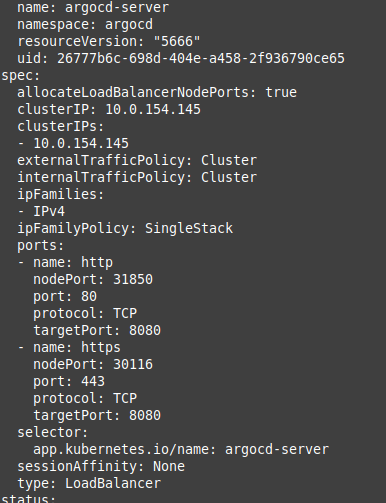 name: argocd-server
namespace: argocd
resourceVersion: "5666"
uid: 26777b6c-698d-404e-a458-2f936790ce65
spec:
allocateLoadBalancerNodePorts: true
clusterIP: 10.0.154.145
clusterIPs:
- 10.0.154.145
externalTrafficPolicy: Cluster
internalTrafficPolicy: Cluster
ipFamilies:
- IPv4
ipFamilyPolicy: SingleStack
ports:
- name: http
nodePort: 31850
port: 80
protocol: TCP
targetPort: 8080
- name: https
nodePort: 30116
port: 443
protocol: TCP
targetPort: 8080
selector:
app.kubernetes.io/name: argocd-server
sessionAffinity: None
type: LoadBalancer
status: